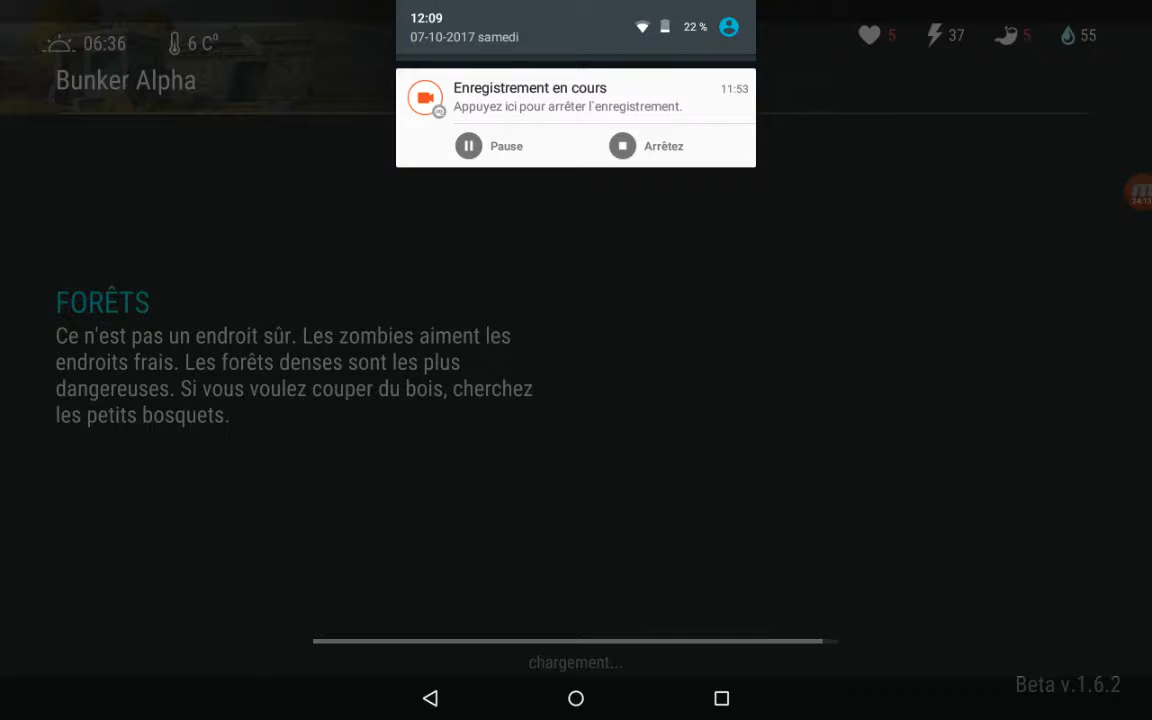 12:09
07-10-2017 samedi
22 %
06:36
6 C°
5
37
5
55
Bunker Alpha
Enregistrement en cours
11:53
Appuyez ici pour arrêter l`enregistrement.
Pause
Arrêtez
24:13
FORÊTS
Ce n'est pas un endroit sûr. Les zombies aiment les
endroits frais. Les forêts denses sont les plus
dangereuses. Si vous voulez couper du bois, cherchez
les petits bosquets.
chargement...
Beta v.1.6.2